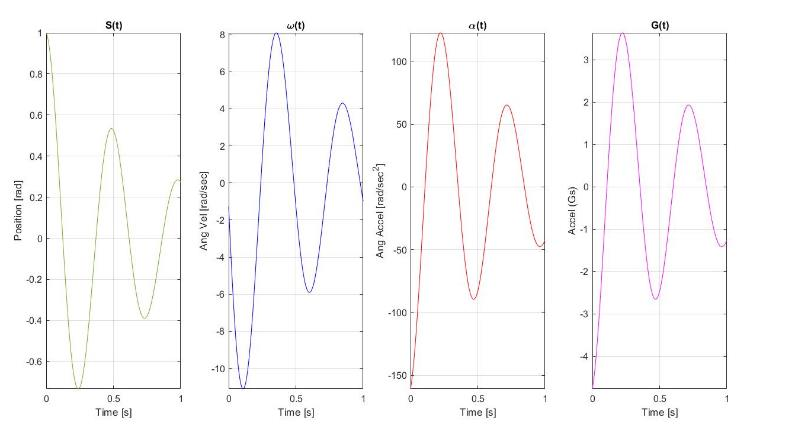 S(t)
ω(t)
α(t)
G(t)
Position [rad]
1
0.8
0.6
0.4
0.2
0
-0.2
-0.4
-0.6
0 0.5 1
Time [s]
Ang Vel [rad/sec]
8
6
4
2
0
-2
-4
-6
-8
-10
0 0.5 1
Time [s]
Ang Accel [rad/sec²]
100
50
0
-50
-100
-150
0 0.5 1
Time [s]
Accel (Gs)
3
2
1
0
-1
-2
-3
-4
0 0.5 1
Time [s]